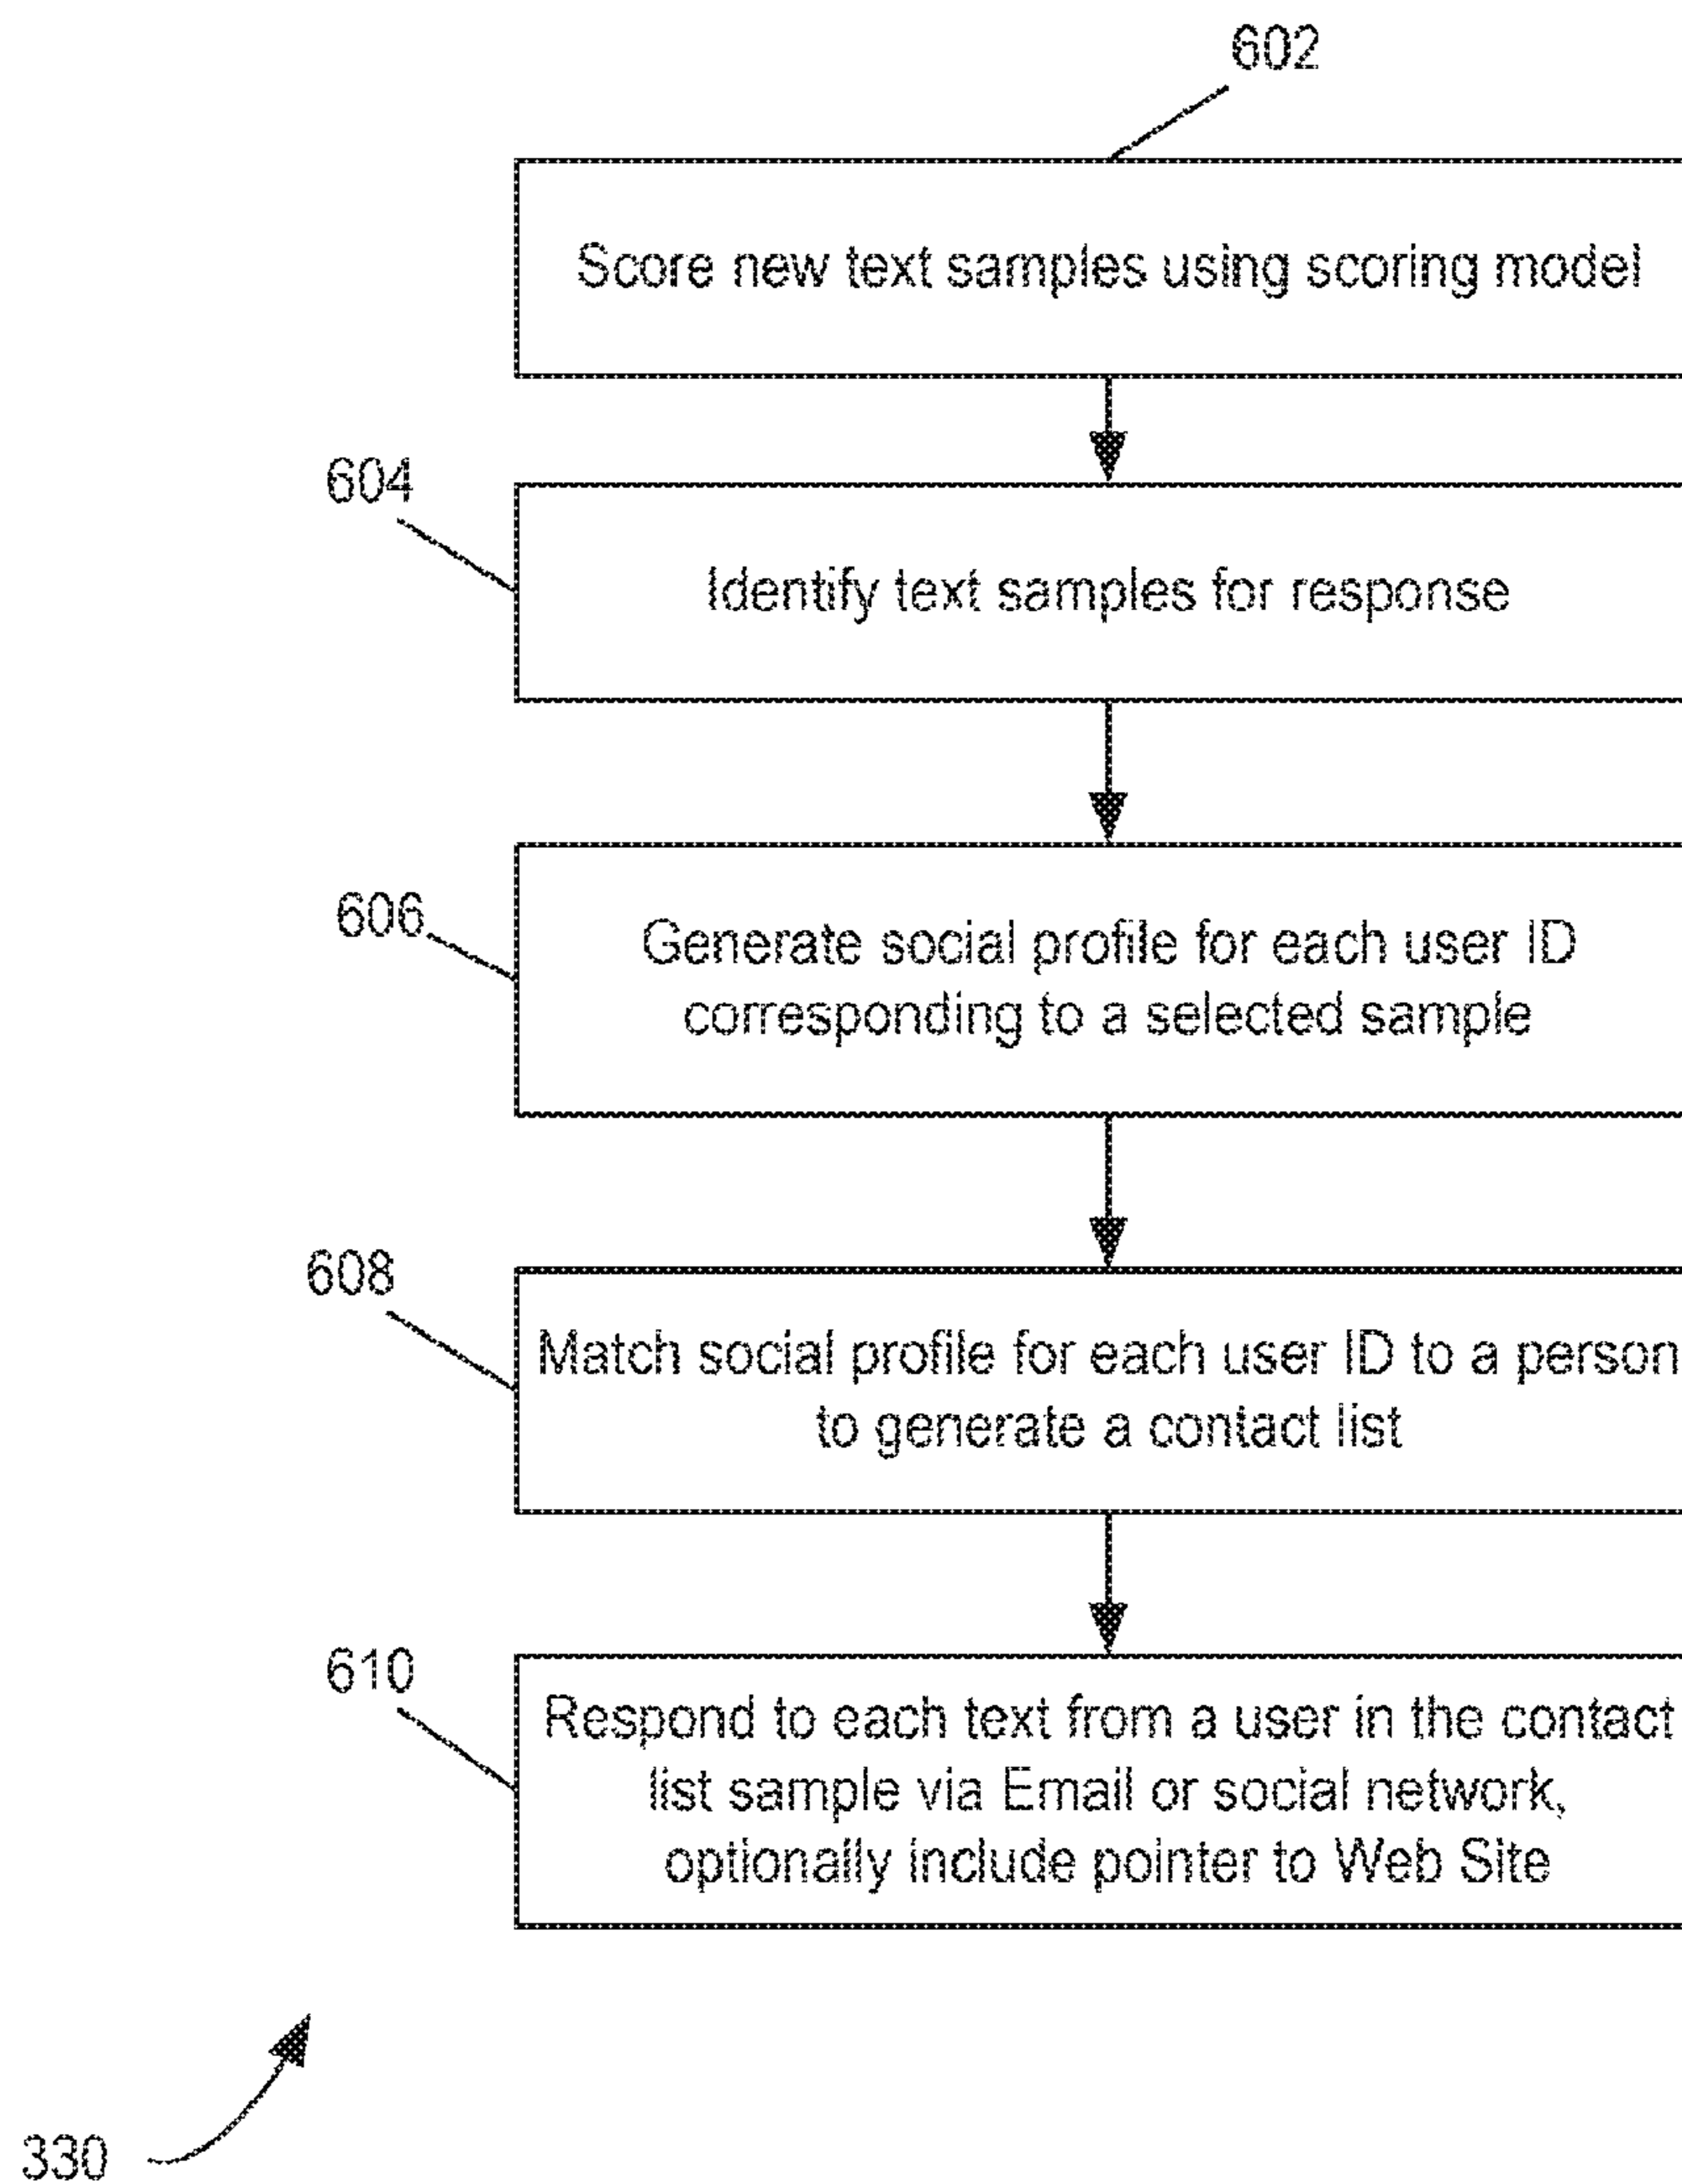 602
Score new text samples using scoring model
604
Identify text samples for response
606
Generate social profile for each user ID
corresponding to a selected sample
608
Match social profile for each user ID to a person
to generate a contact list
610
Respond to each text from a user in the contact
list sample via Email or social network,
optionally include pointer to Web Site
330